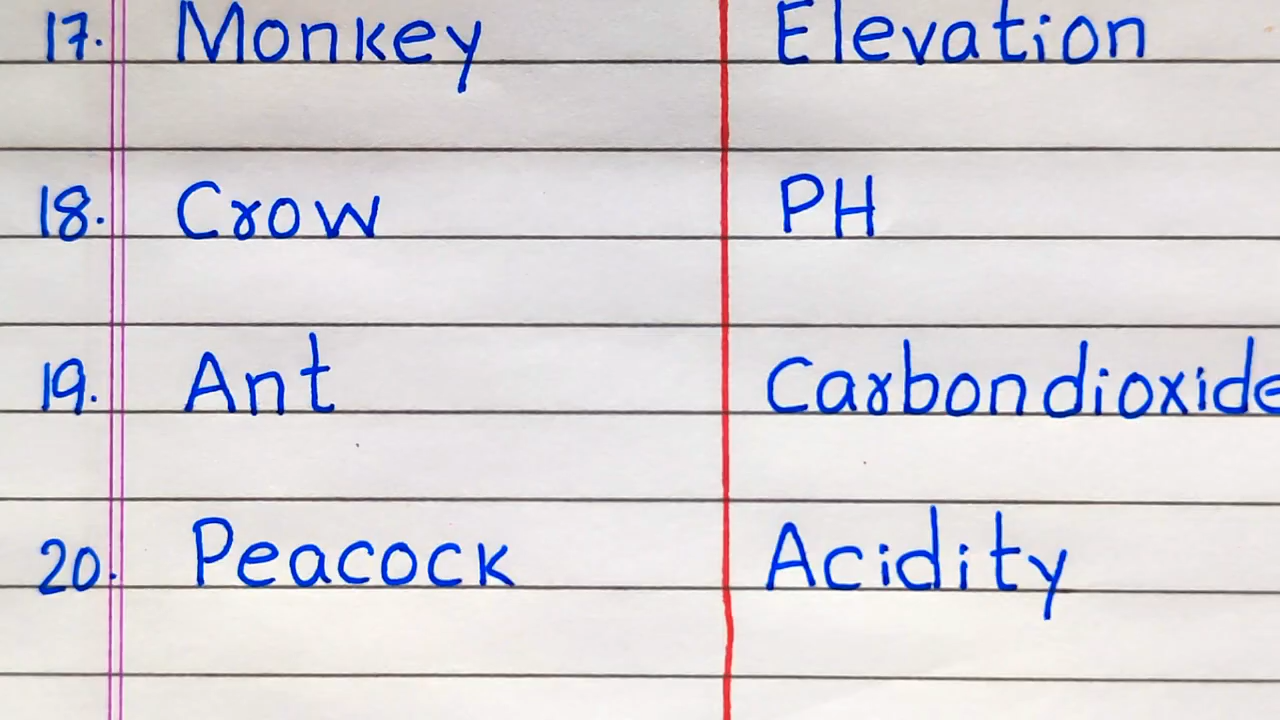 17. Monkey Elevation
18. Crow PH
19. Ant Carbondioxide
20. Peacock Acidity